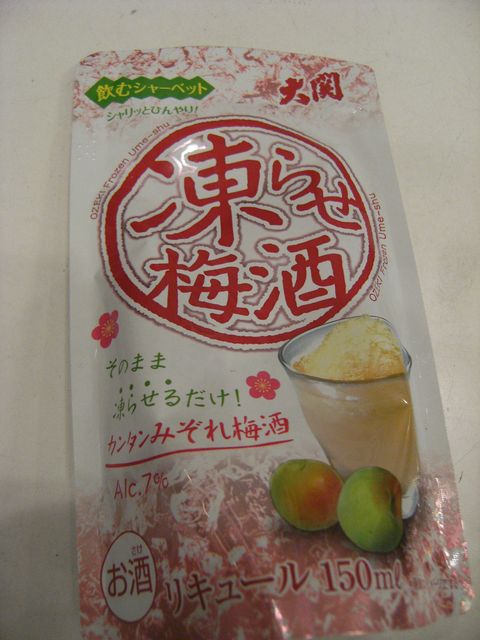 飲むシャーベット
シャリッとひんやり!
大関
OZEKI Frozen Ume-shu
凍らせ
梅酒
OZEKI Frozen Ume-shu
そのまま
凍らせるだけ!
カンタンみぞれ梅酒
Alc.7%
お酒
さけ
リキュール 150ml